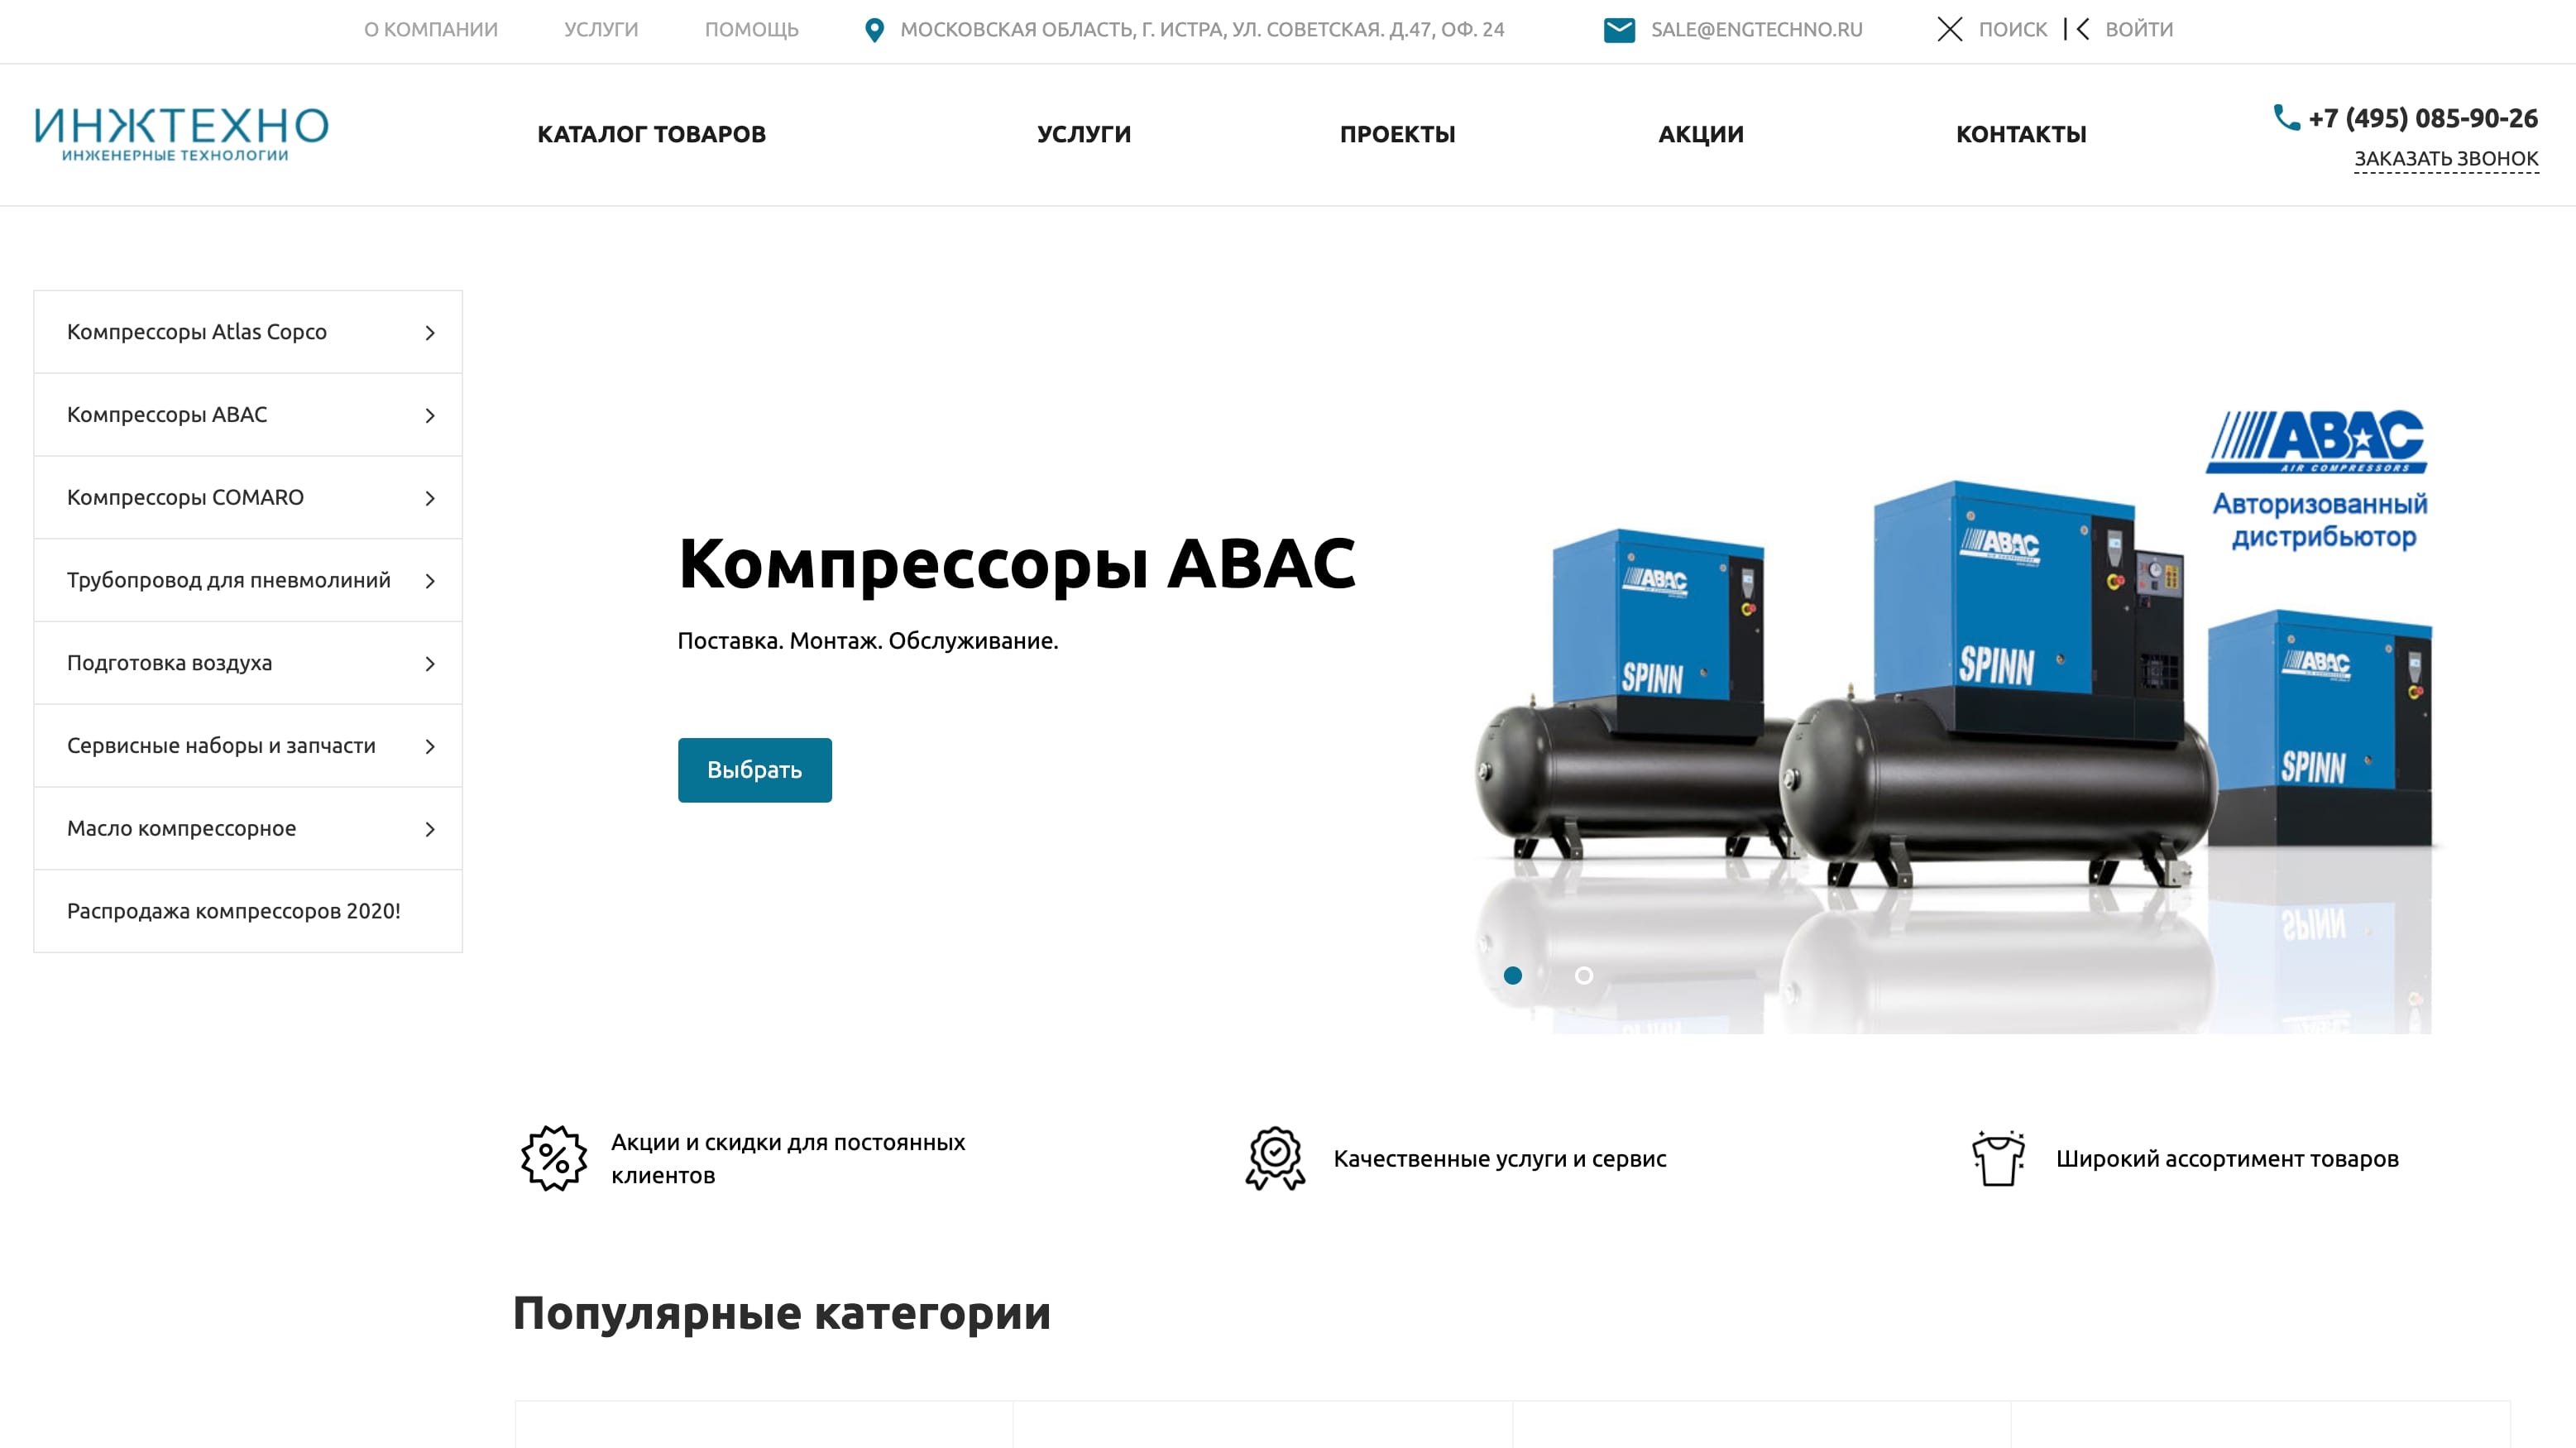 О КОМПАНИИ
УСЛУГИ
ПОМОЩЬ
МОСКОВСКАЯ ОБЛАСТЬ, Г. ИСТРА, УЛ. СОВЕТСКАЯ. Д.47, ОФ. 24
SALE@ENGTECHNO.RU
ПОИСК
ВОЙТИ
ИНЖТЕХНО
ИНЖЕНЕРНЫЕ ТЕХНОЛОГИИ
КАТАЛОГ ТОВАРОВ
УСЛУГИ
ПРОЕКТЫ
АКЦИИ
КОНТАКТЫ
+7 (495) 085-90-26
ЗАКАЗАТЬ ЗВОНОК
Компрессоры Atlas Copco
Компрессоры ABAC
Компрессоры COMARO
Трубопровод для пневмолиний
Подготовка воздуха
Сервисные наборы и запчасти
Масло компрессорное
Распродажа компрессоров 2020!
Компрессоры ABAC
Поставка. Монтаж. Обслуживание.
Выбрать
ABAC
AIR COMPRESSORS
Авторизованный
дистрибьютор
ABAC
SPINN
ABAC
SPINN
ABAC
SPINN
Акции и скидки для постоянных
клиентов
Качественные услуги и сервис
Широкий ассортимент товаров
Популярные категории